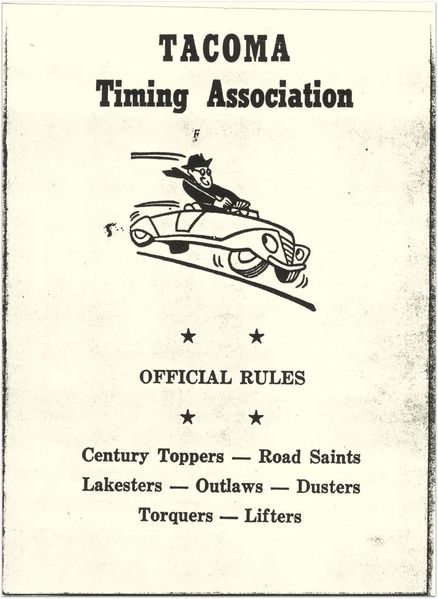 TACOMA
Timing Association
OFFICIAL RULES
Century Toppers — Road Saints
Lakesters — Outlaws — Dusters
Torquers — Lifters